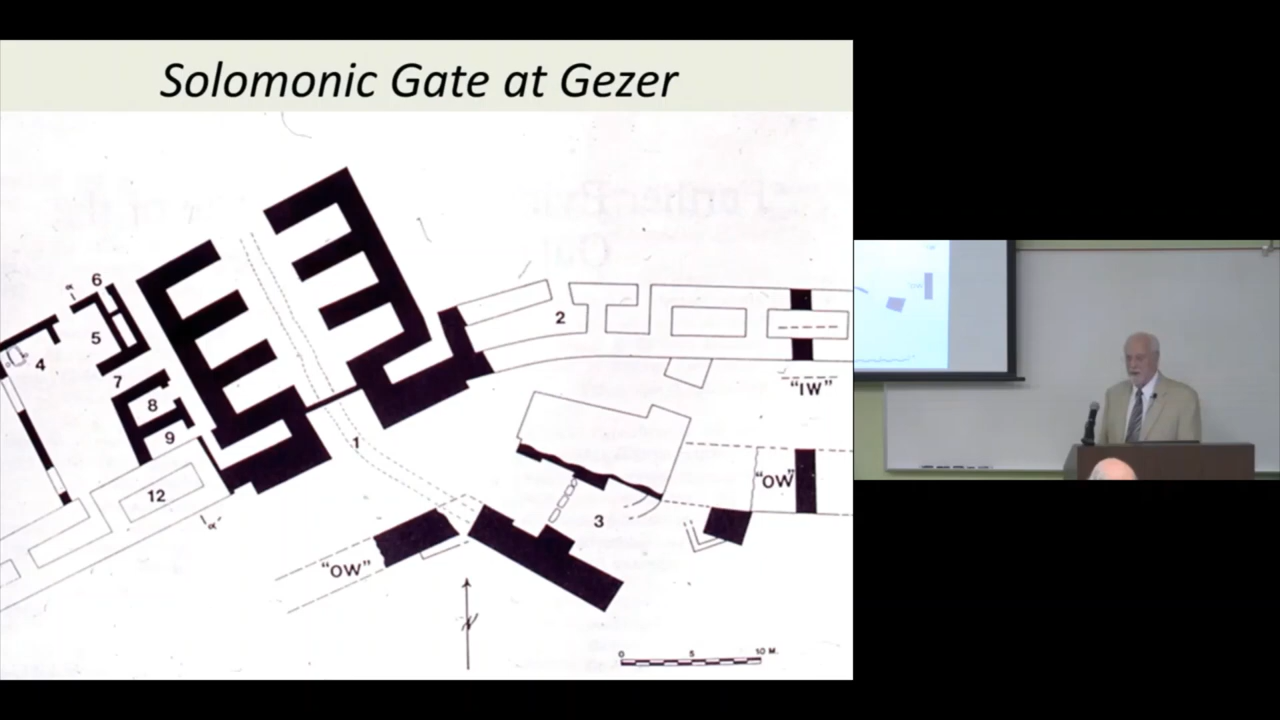 Solomonic Gate at Gezer
6
5
4
7
8
9
12
α
α'
1
2
3
"IW"
"OW"
"OW"
N
0 5 10 M.